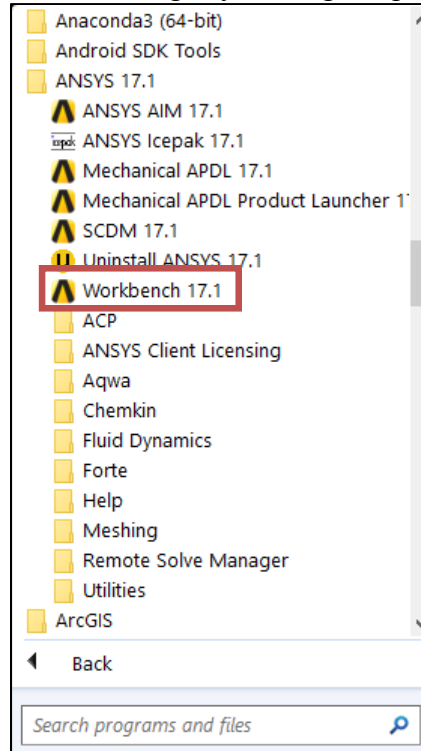 Anaconda3 (64-bit)
Android SDK Tools
ANSYS 17.1
ANSYS AIM 17.1
ANSYS Icepak 17.1
Mechanical APDL 17.1
Mechanical APDL Product Launcher 1
SCDM 17.1
Uninstall ANSYS 17.1
Workbench 17.1
ACP
ANSYS Client Licensing
Aqwa
Chemkin
Fluid Dynamics
Forte
Help
Meshing
Remote Solve Manager
Utilities
ArcGIS
Back
Search programs and files